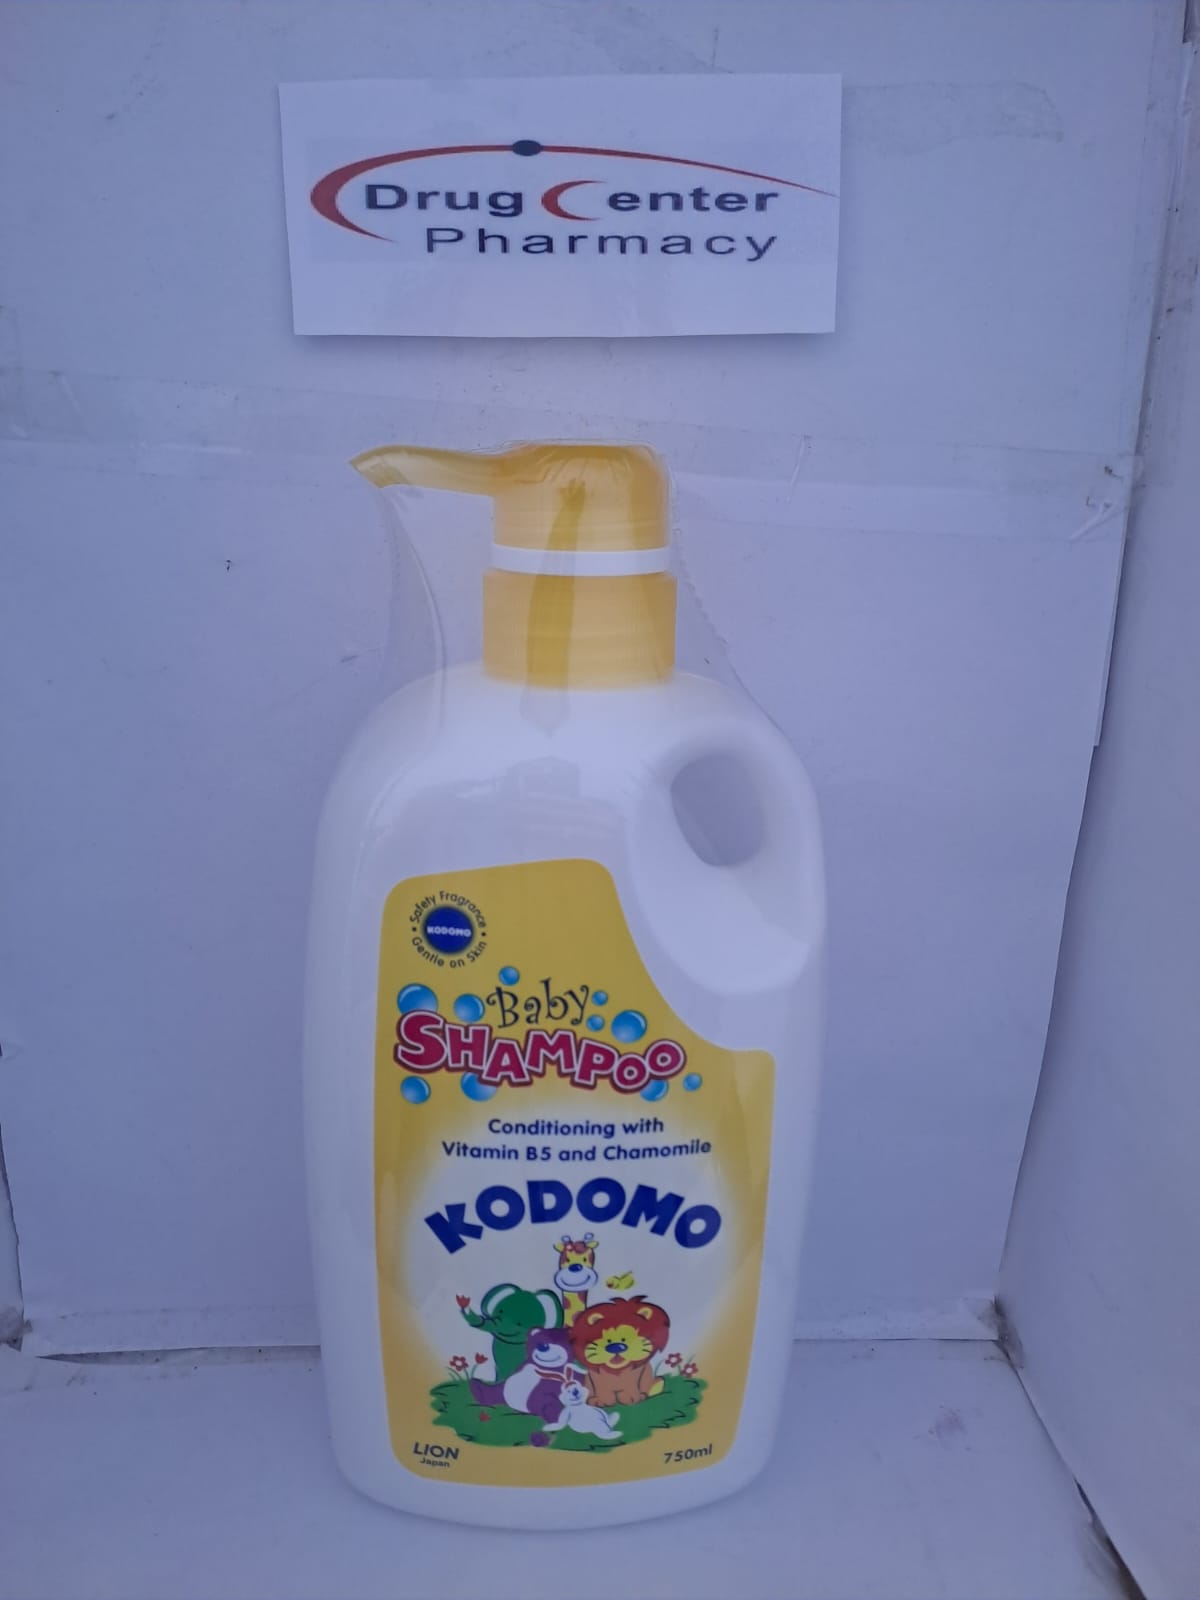 Drug Center
Pharmacy
Safety Fragrance
KODOMO
Gentle on Skin
Baby
SHAMPOO
Conditioning with
Vitamin B5 and Chamomile
KODOMO
LION
Japan
750ml